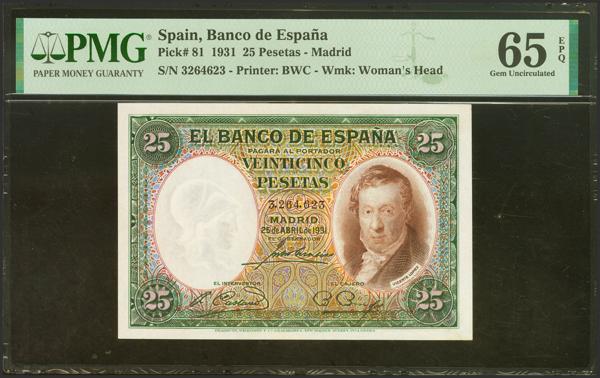 PMG
PAPER MONEY GUARANTY
Spain, Banco de España
Pick# 81 1931 25 Pesetas - Madrid
S/N 3264623 - Printer: BWC - Wmk: Woman's Head
65 EPQ
Gem Uncirculated
25 EL BANCO DE ESPAÑA 25
PAGARÁ AL PORTADOR
VEINTICINCO
PESETAS
3,264,623
MADRID
25 de ABRIL de 1931
EL GOBERNADOR
EL INTERVENTOR
EL CAJERO
VICENTE LOPEZ
25 25